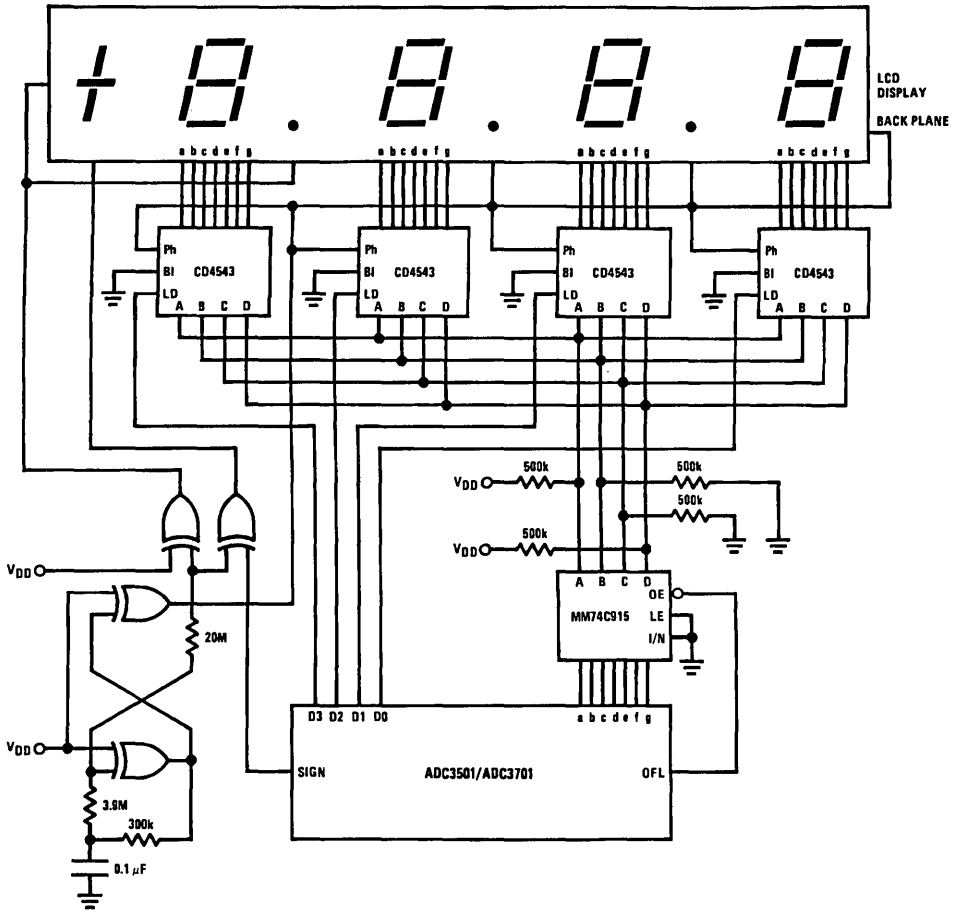 LCD
DISPLAY
BACK PLANE
a b c d e f g
a b c d e f g
a b c d e f g
a b c d e f g
Ph
BI
LD
CD4543
A B C D
Ph
BI
LD
CD4543
A B C D
Ph
BI
LD
CD4543
A B C D
Ph
BI
LD
CD4543
A B C D
VDD
500k
500k
500k
VDD
500k
VDD
A B C D
OE
MM74C915
LE
I/N
20M
a b c d e f g
D3 D2 D1 D0
VDD
SIGN
ADC3501/ADC3701
OFL
3.9M
300k
0.1 μF